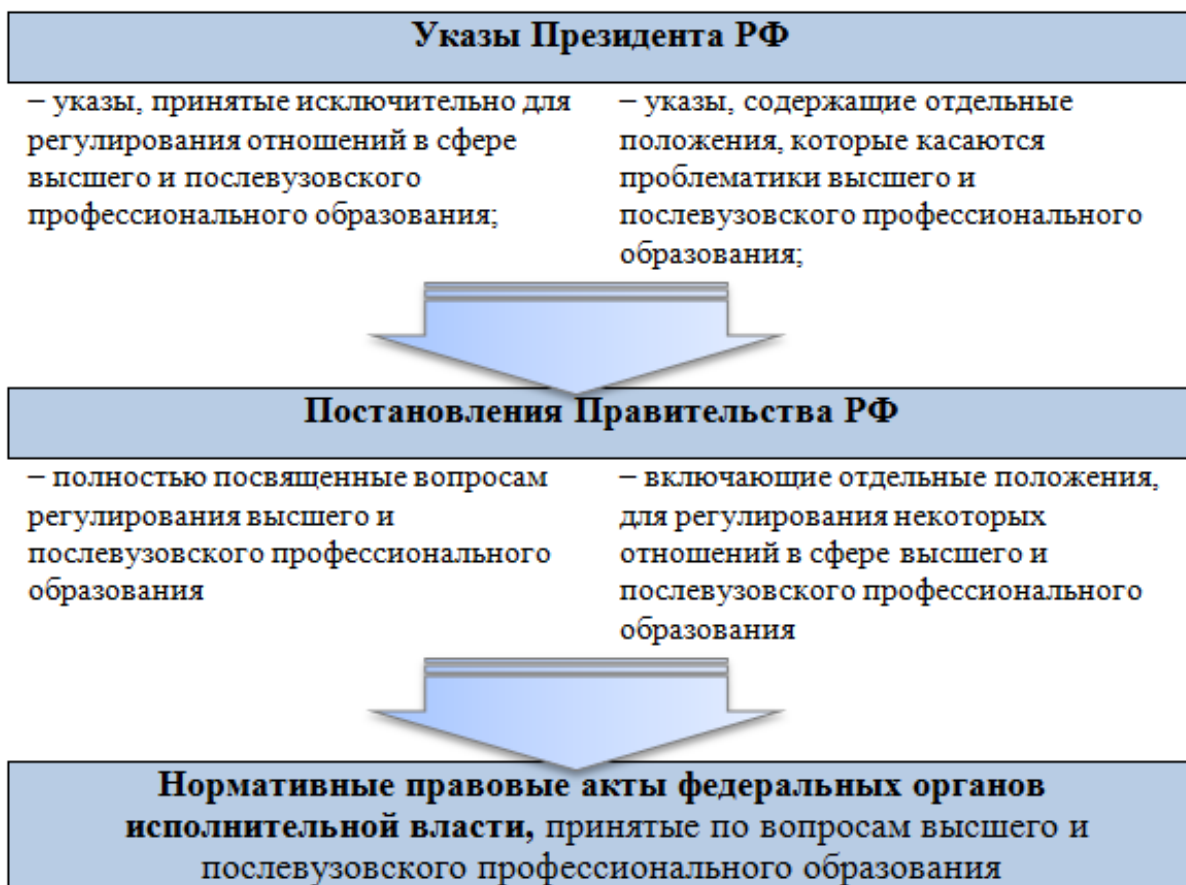 Указы Президента РФ
– указы, принятые исключительно для
регулирования отношений в сфере
высшего и послевузовского
профессионального образования;
– указы, содержащие отдельные
положения, которые касаются
проблематики высшего и
послевузовского профессионального
образования;
Постановления Правительства РФ
– полностью посвященные вопросам
регулирования высшего и
послевузовского профессионального
образования
– включающие отдельные положения,
для регулирования некоторых
отношений в сфере высшего и
послевузовского профессионального
образования
Нормативные правовые акты федеральных органов
исполнительной власти, принятые по вопросам высшего и
послевузовского профессионального образования